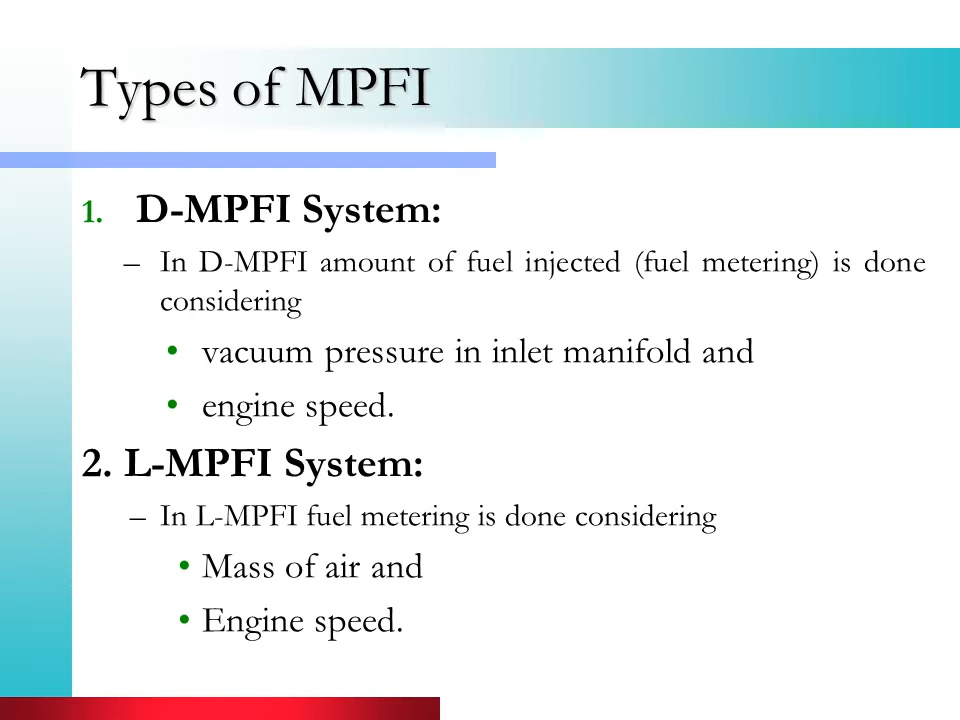 Types of MPFI
1. D-MPFI System:
– In D-MPFI amount of fuel injected (fuel metering) is done
considering
• vacuum pressure in inlet manifold and
• engine speed.
2. L-MPFI System:
– In L-MPFI fuel metering is done considering
• Mass of air and
• Engine speed.